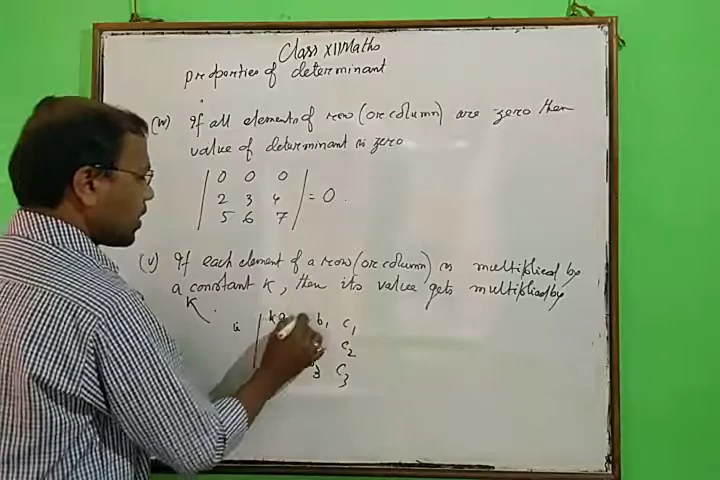 Class XII Maths
properties of determinant
(iv) If all elements of row (or column) are zero then
value of determinant is zero
| 0 0 0 |
| 2 3 4 | = 0
| 5 6 7 |
(v) If each element of a row (or column) is multiplied by
a constant K, then its value gets multiplied by
K
b₁ c₁
c₂
3 c₃